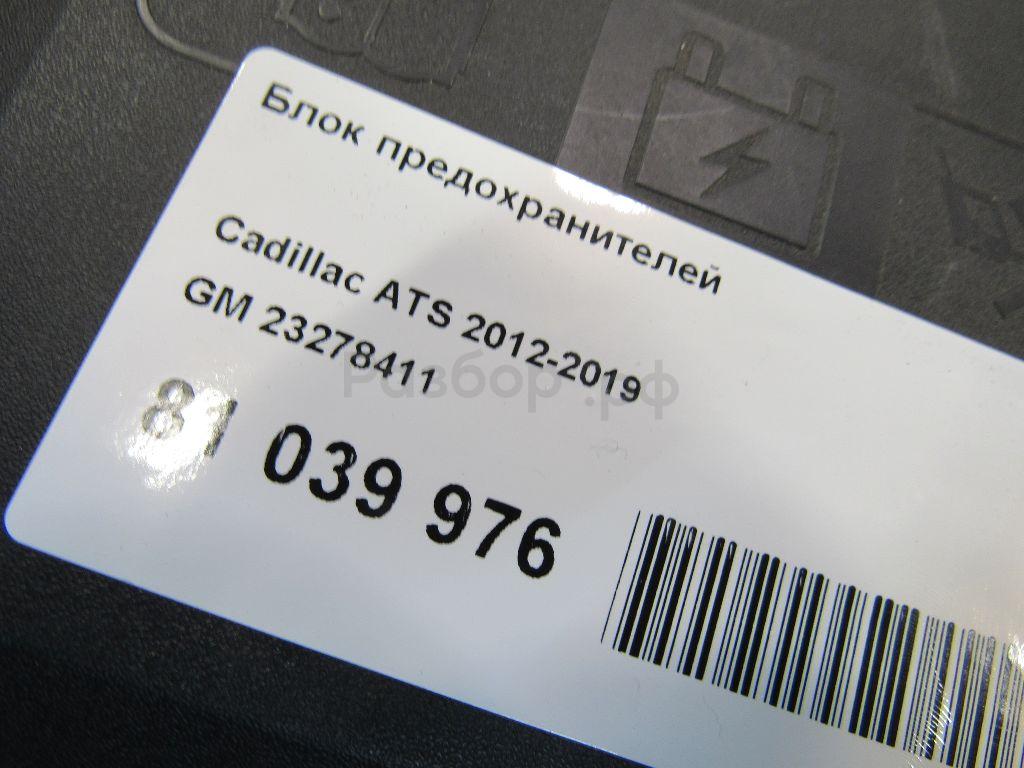 Блок предохранителей
Cadillac ATS 2012-2019
GM 23278411
81 039 976
Разбор.рф